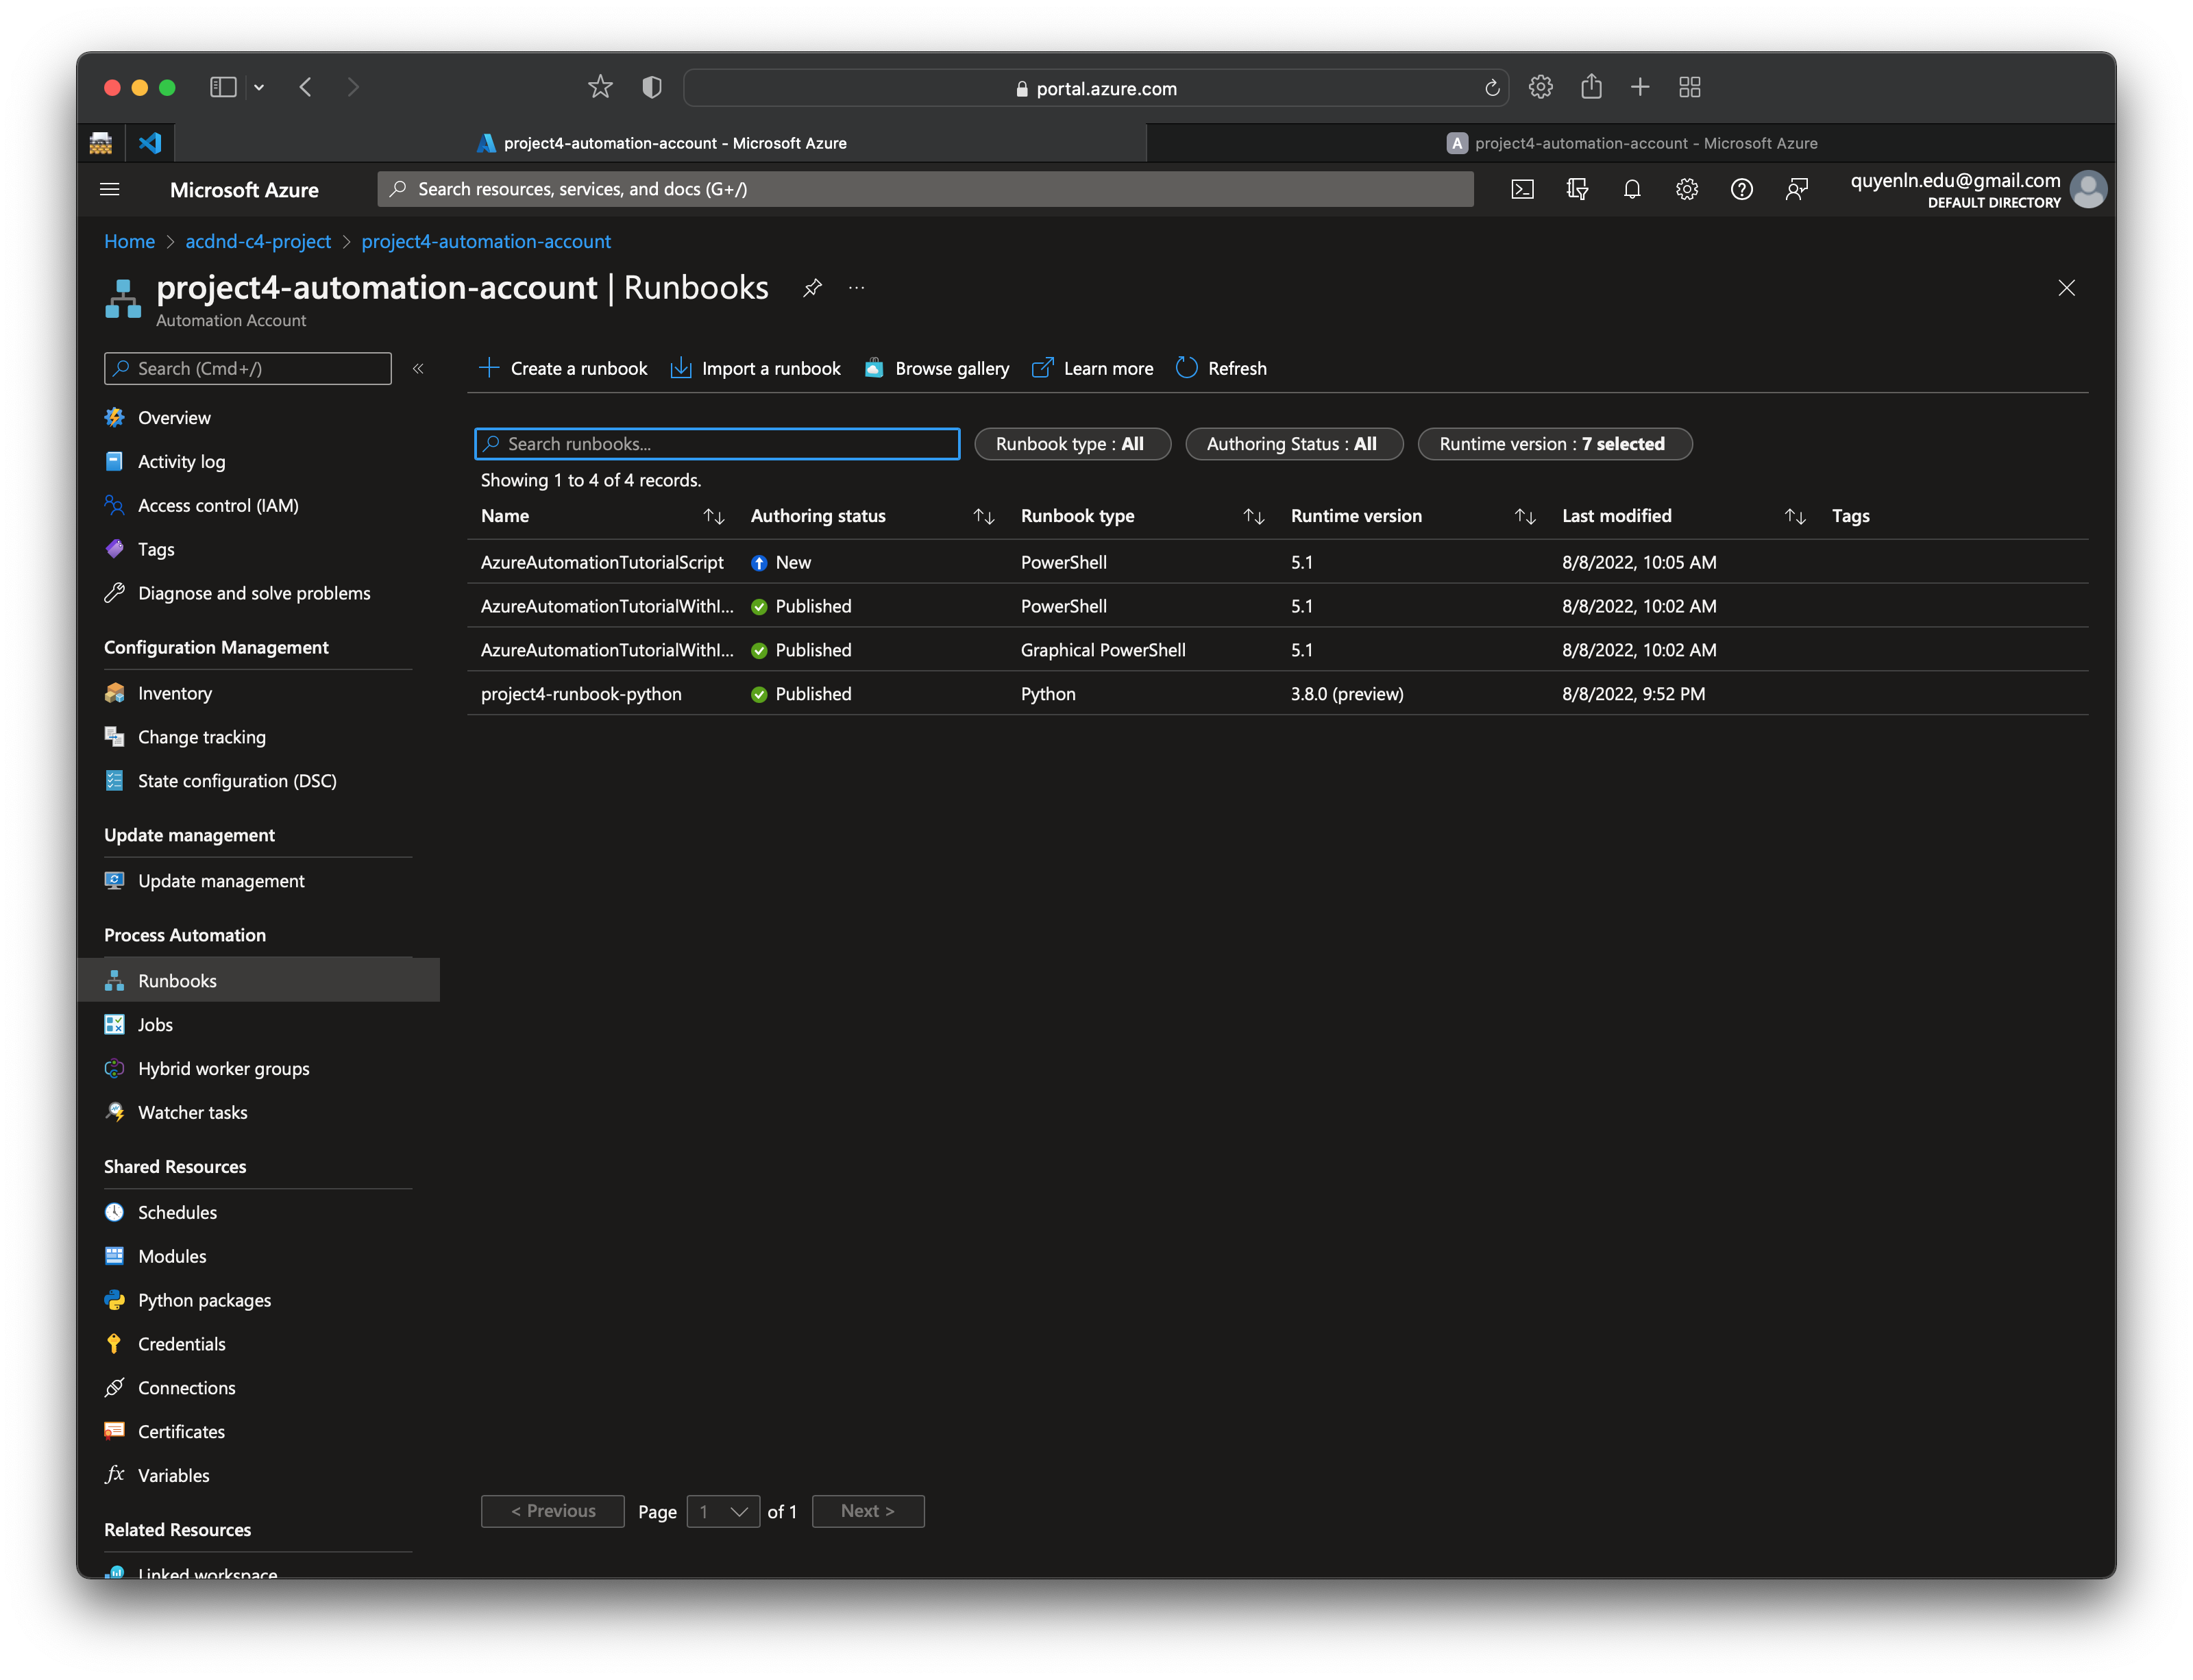 portal.azure.com
project4-automation-account - Microsoft Azure
A project4-automation-account - Microsoft Azure
Microsoft Azure
Search resources, services, and docs (G+/)
quyenln.edu@gmail.com
DEFAULT DIRECTORY
Home > acdnd-c4-project > project4-automation-account
project4-automation-account | Runbooks
Automation Account
Search (Cmd+/)
Overview
Activity log
Access control (IAM)
Tags
Diagnose and solve problems
Configuration Management
Inventory
Change tracking
State configuration (DSC)
Update management
Update management
Process Automation
Runbooks
Jobs
Hybrid worker groups
Watcher tasks
Shared Resources
Schedules
Modules
Python packages
Credentials
Connections
Certificates
Variables
Related Resources
Linked workspace
Create a runbook Import a runbook Browse gallery Learn more Refresh
Search runbooks... Runbook type : All Authoring Status : All Runtime version : 7 selected
Showing 1 to 4 of 4 records.
Name Authoring status Runbook type Runtime version Last modified Tags
AzureAutomationTutorialScript New PowerShell 5.1 8/8/2022, 10:05 AM
AzureAutomationTutorialWithI... Published PowerShell 5.1 8/8/2022, 10:02 AM
AzureAutomationTutorialWithI... Published Graphical PowerShell 5.1 8/8/2022, 10:02 AM
project4-runbook-python Published Python 3.8.0 (preview) 8/8/2022, 9:52 PM
< Previous Page 1 of 1 Next >